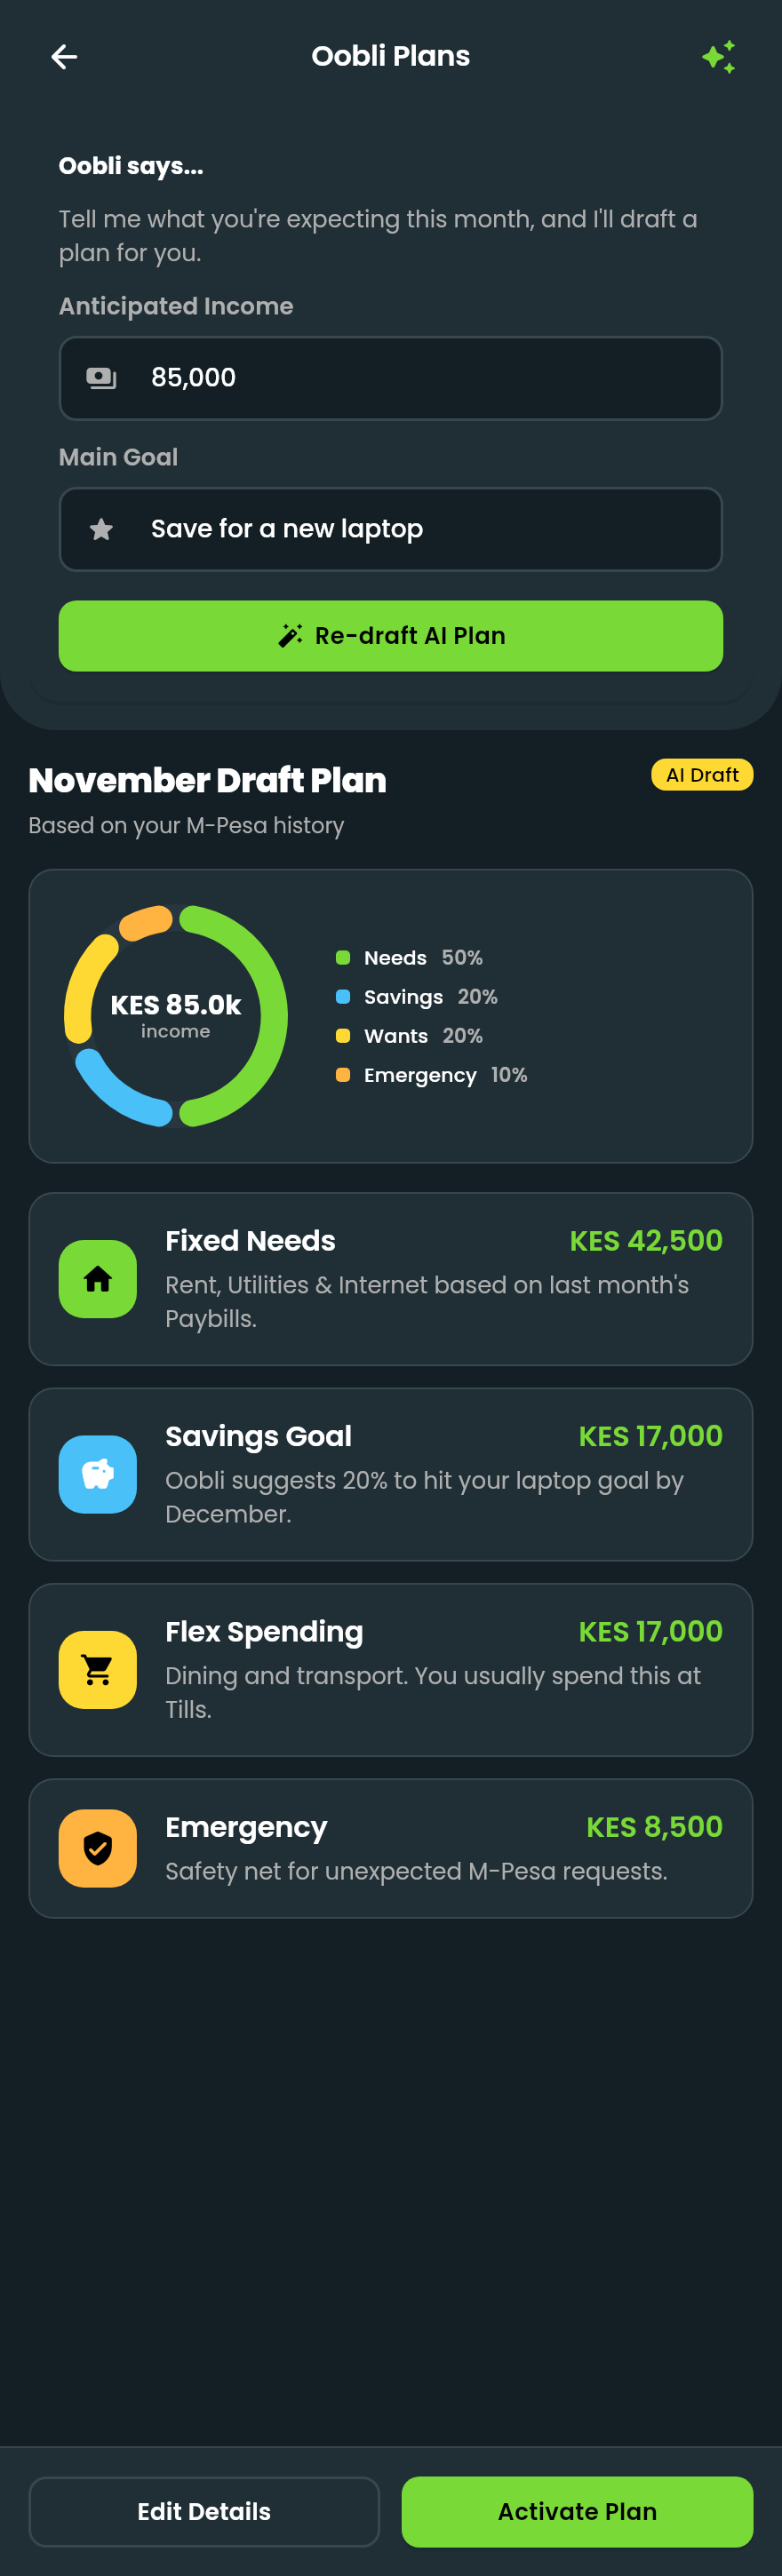 Oobli Plans
Oobli says...
Tell me what you're expecting this month, and I'll draft a
plan for you.
Anticipated Income
85,000
Main Goal
Save for a new laptop
Re-draft AI Plan
November Draft Plan
AI Draft
Based on your M-Pesa history
KES 85.0k
income
Needs 50%
Savings 20%
Wants 20%
Emergency 10%
Fixed Needs KES 42,500
Rent, Utilities & Internet based on last month's
Paybills.
Savings Goal KES 17,000
Oobli suggests 20% to hit your laptop goal by
December.
Flex Spending KES 17,000
Dining and transport. You usually spend this at
Tills.
Emergency KES 8,500
Safety net for unexpected M-Pesa requests.
Edit Details
Activate Plan